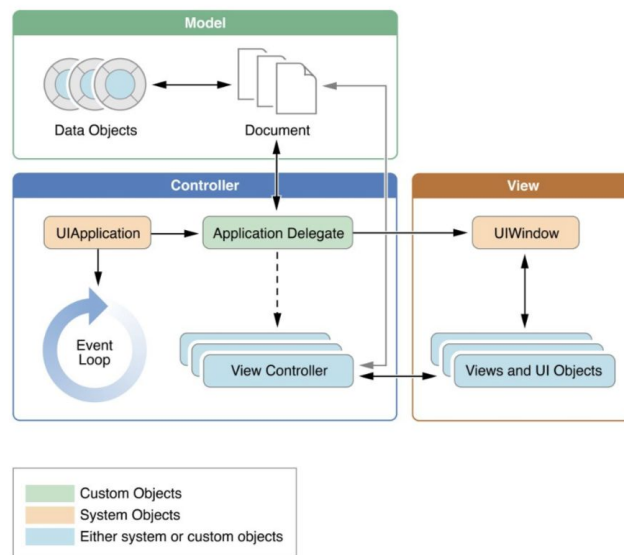 Model
Data Objects
Document
Controller
View
UIApplication
Application Delegate
UIWindow
Event
Loop
View Controller
Views and UI Objects
Custom Objects
System Objects
Either system or custom objects